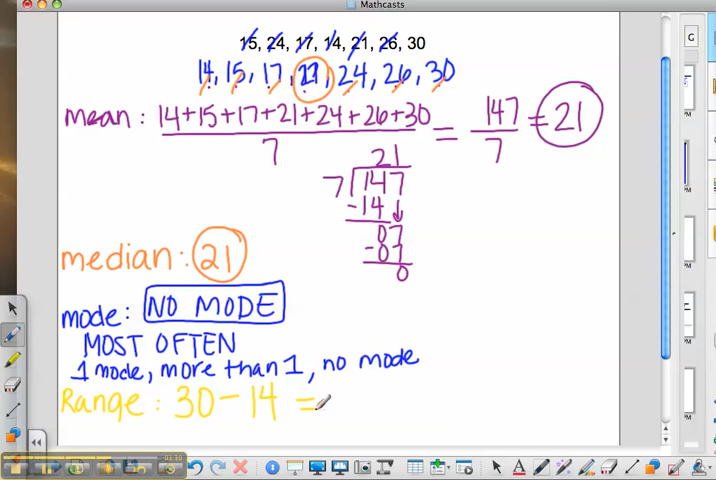 Mathcasts
15, 24, 17, 14, 21, 26, 30
14, 15, 17, 21, 24, 26, 30
mean: 14+15+17+21+24+26+30 / 7 = 147 / 7 = 21
21
7 147
-14
07
-07
0
median: 21
mode: NO MODE
MOST OFTEN
1 mode, more than 1, no mode
Range: 30-14 =